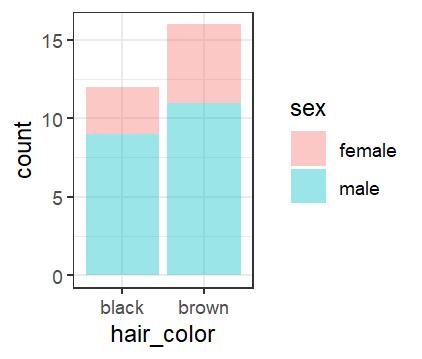 count
15
10
5
0
black brown
hair_color
sex
female
male